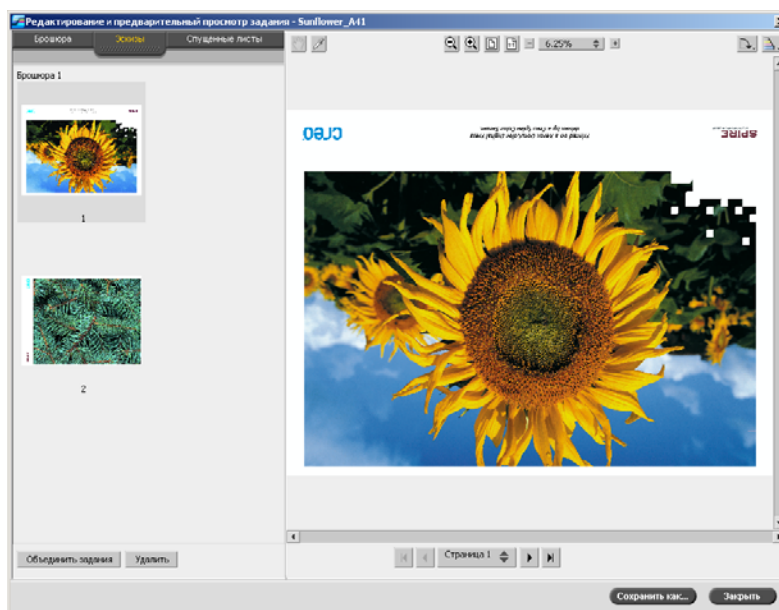 Редактирование и предварительный просмотр задания - Sunflower_A41
Брошюра
Эскизы
Спущенные листы
6.25%
Брошюра 1
1
2
creo
SPIRE
Объединить задания
Удалить
Страница 1
Сохранить как...
Закрыть